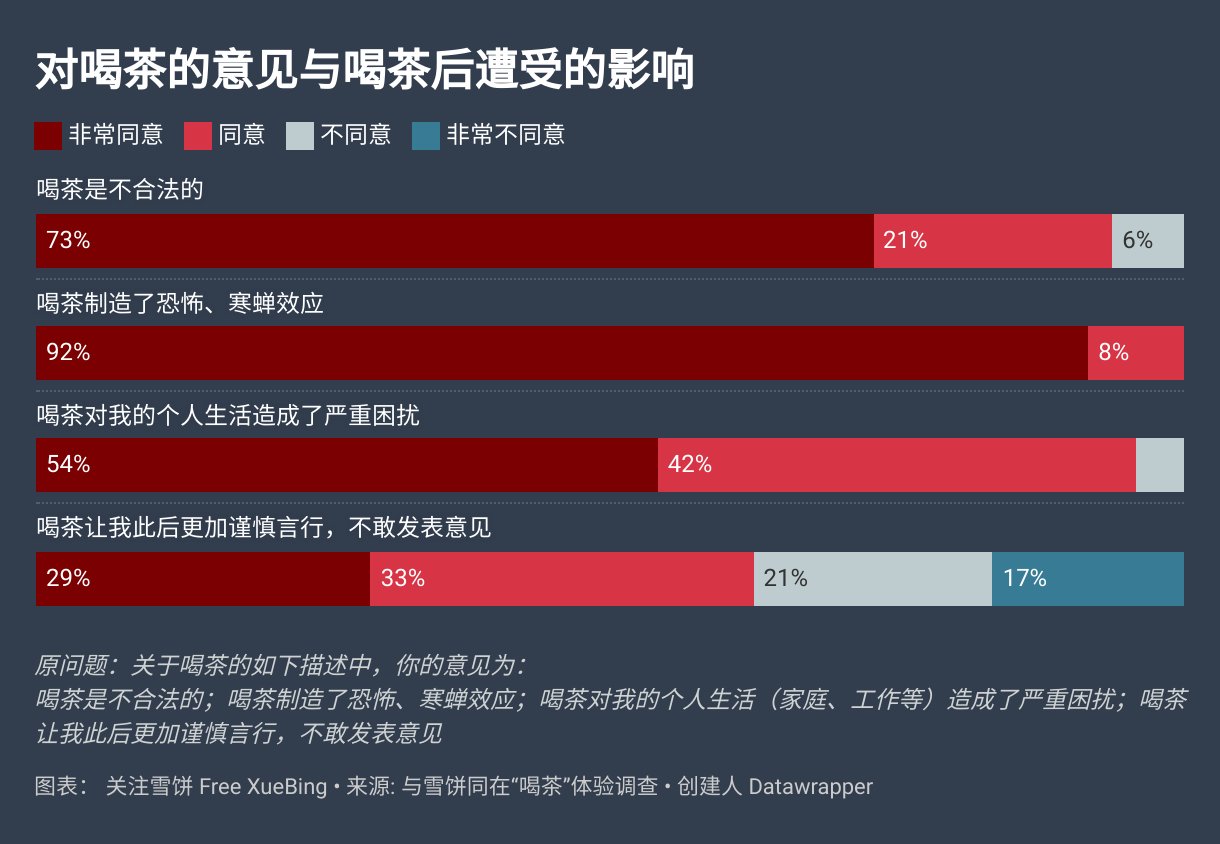 对喝茶的意见与喝茶后遭受的影响
非常同意 同意 不同意 非常不同意
喝茶是不合法的
73% 21% 6%
喝茶制造了恐怖、寒蝉效应
92% 8%
喝茶对我的个人生活造成了严重困扰
54% 42%
喝茶让我此后更加谨慎言行，不敢发表意见
29% 33% 21% 17%
原问题：关于喝茶的如下描述中，你的意见为：
喝茶是不合法的；喝茶制造了恐怖、寒蝉效应；喝茶对我的个人生活（家庭、工作等）造成了严重困扰；喝茶
让我此后更加谨慎言行，不敢发表意见
图表： 关注雪饼 Free XueBing • 来源: 与雪饼同在“喝茶”体验调查 • 创建人 Datawrapper